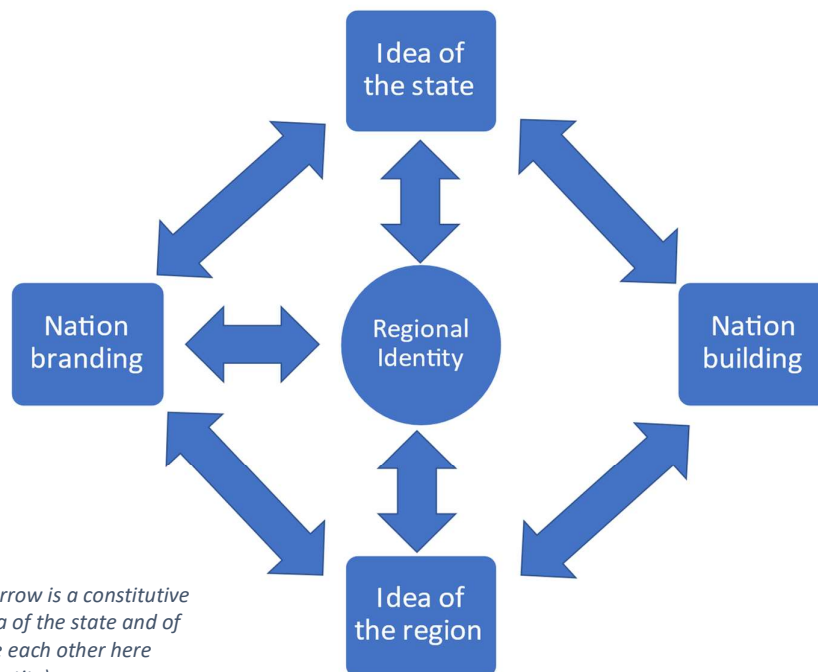 Idea of
the state
Nation
branding
Regional
Identity
Nation
building
Idea of
the region
rrow is a constitutive
a of the state and of
e each other here